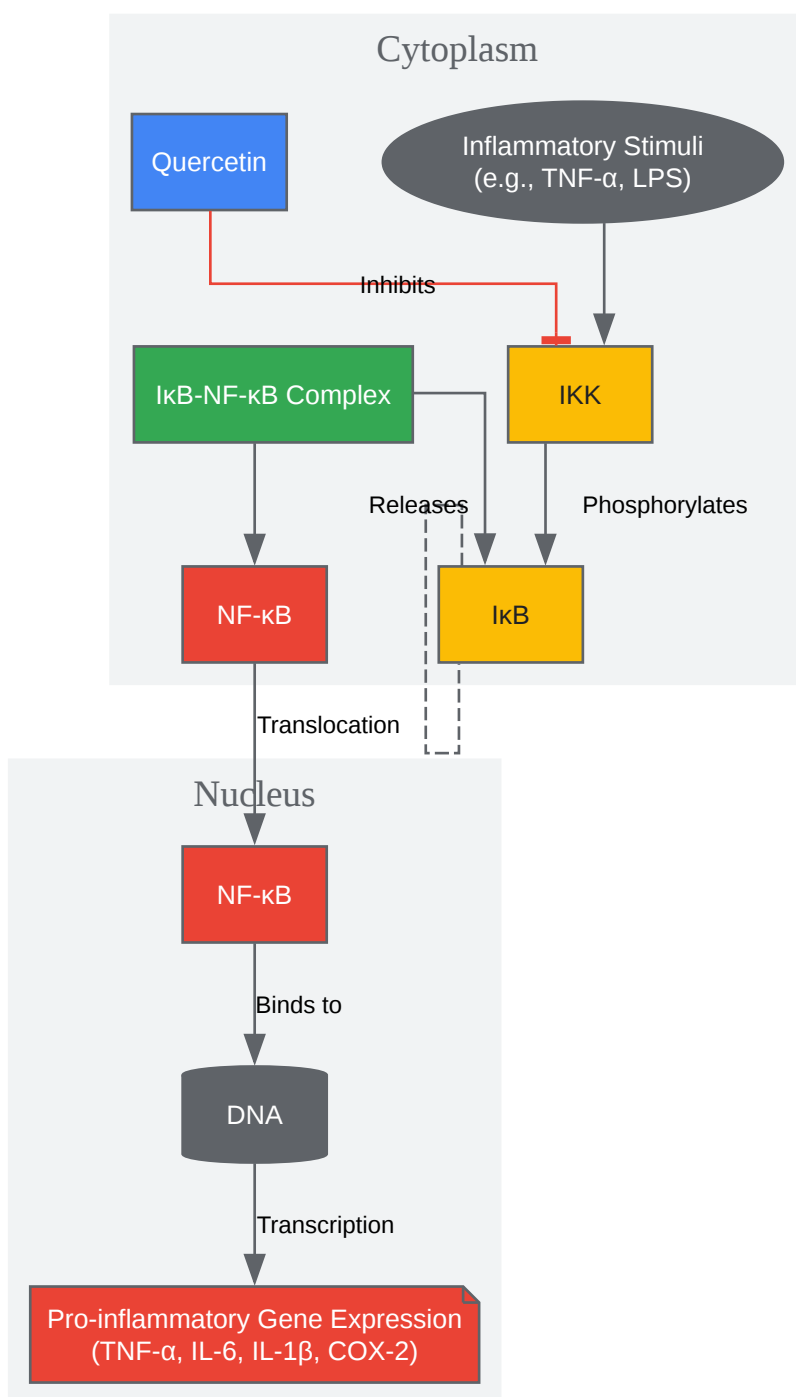 Cytoplasm
Quercetin
Inflammatory Stimuli
(e.g., TNF-α, LPS)
Inhibits
IκB-NF-κB Complex
IKK
Releases
Phosphorylates
NF-κB
IκB
Translocation
Nucleus
NF-κB
Binds to
DNA
Transcription
Pro-inflammatory Gene Expression
(TNF-α, IL-6, IL-1β, COX-2)